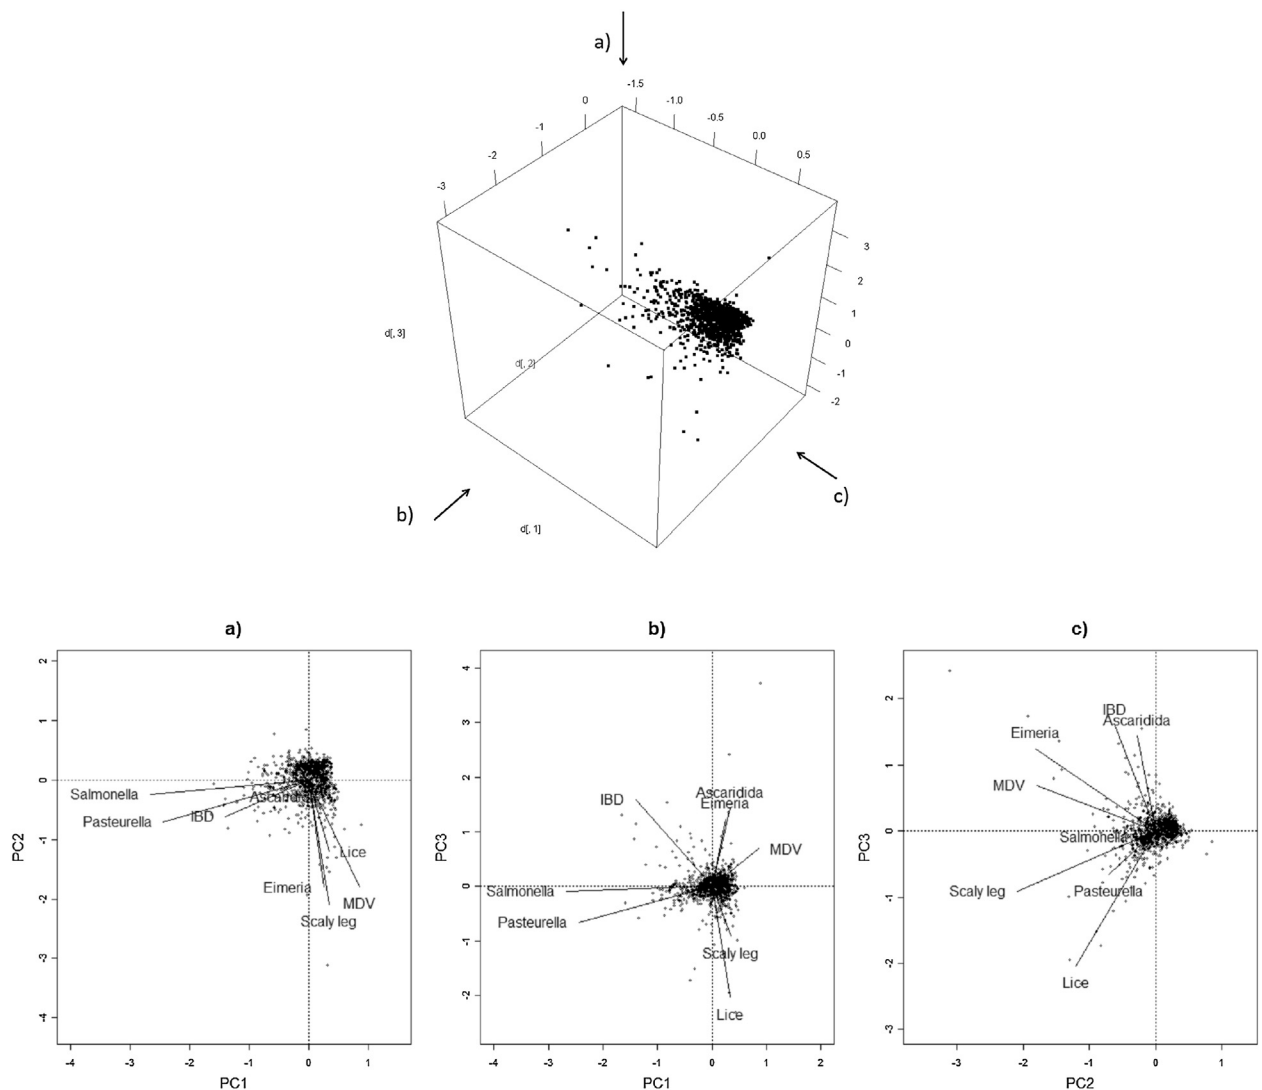 a)
-1.5
0
-1.0
-0.5
-1
0.0
-2
0.5
-3
3
2
1
d[, 3]
0
d[, 2]
-1
-2
c)
b)
d[, 1]
a)
b)
c)
2
1
0
-1
-2
-3
-4
PC2
Salmonella
Ascaridida
Pasteurella
IBD
Lice
Eimeria
MDV
Scaly leg
-4
-3
-2
-1
0
1
PC1
4
3
2
1
0
-1
-2
PC3
IBD
Ascaridida
Eimeria
MDV
Salmonella
Pasteurella
Scaly leg
Lice
-4
-3
-2
-1
0
1
2
PC1
2
1
0
-1
-2
-3
PC3
IBD
Ascaridida
Eimeria
MDV
Salmonella
Scaly leg
Pasteurella
Lice
-3
-2
-1
0
1
PC2